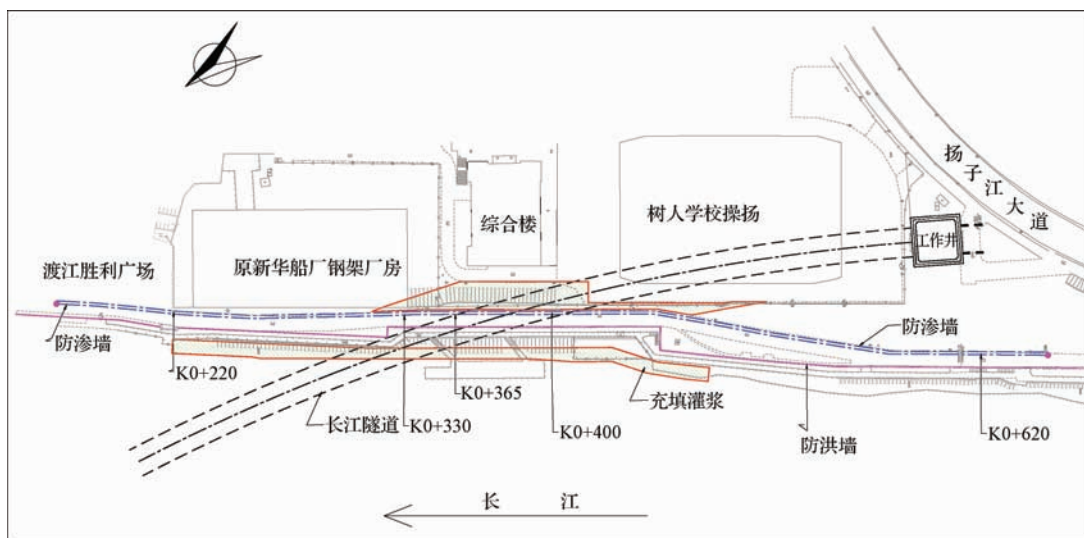 扬子江大道
综合楼
树人学校操扬
工作井
渡江胜利广场
原新华船厂钢架厂房
防渗墙
防渗墙
K0+220
K0+365
长江隧道
K0+330
充填灌浆
K0+400
防洪墙
K0+620
长 江